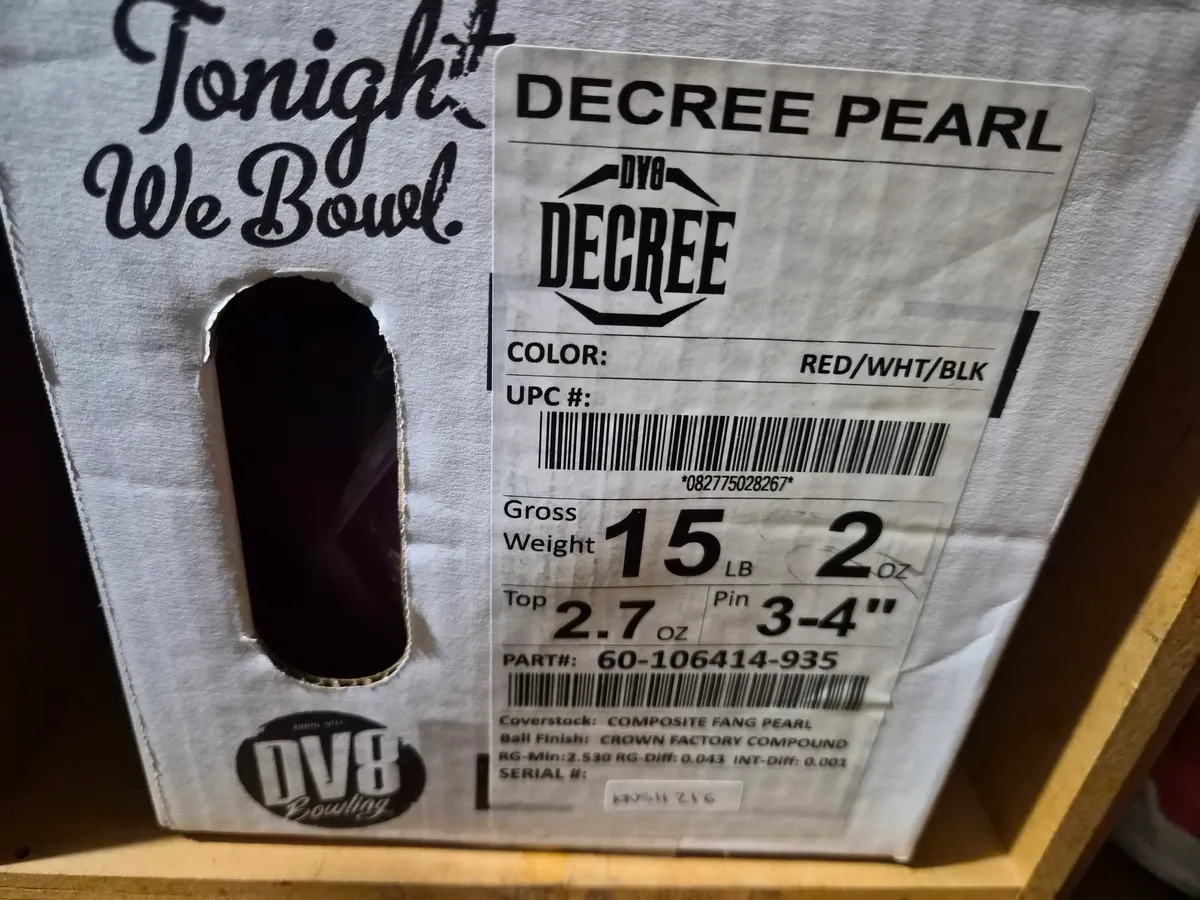 Tonight
We Bowl.
DECREE PEARL
DV8
DECREE
COLOR: RED/WHT/BLK
UPC #:
*082775028267*
Gross
Weight 15 LB 2 OZ
Top 2.7 OZ Pin 3-4"
PART#: 60-106414-935
Coverstock: COMPOSITE FANG PEARL
Ball Finish: CROWN FACTORY COMPOUND
RG-Min:2.530 RG-Diff: 0.043 INT-Diff: 0.001
SERIAL #:
DV8
Bowling